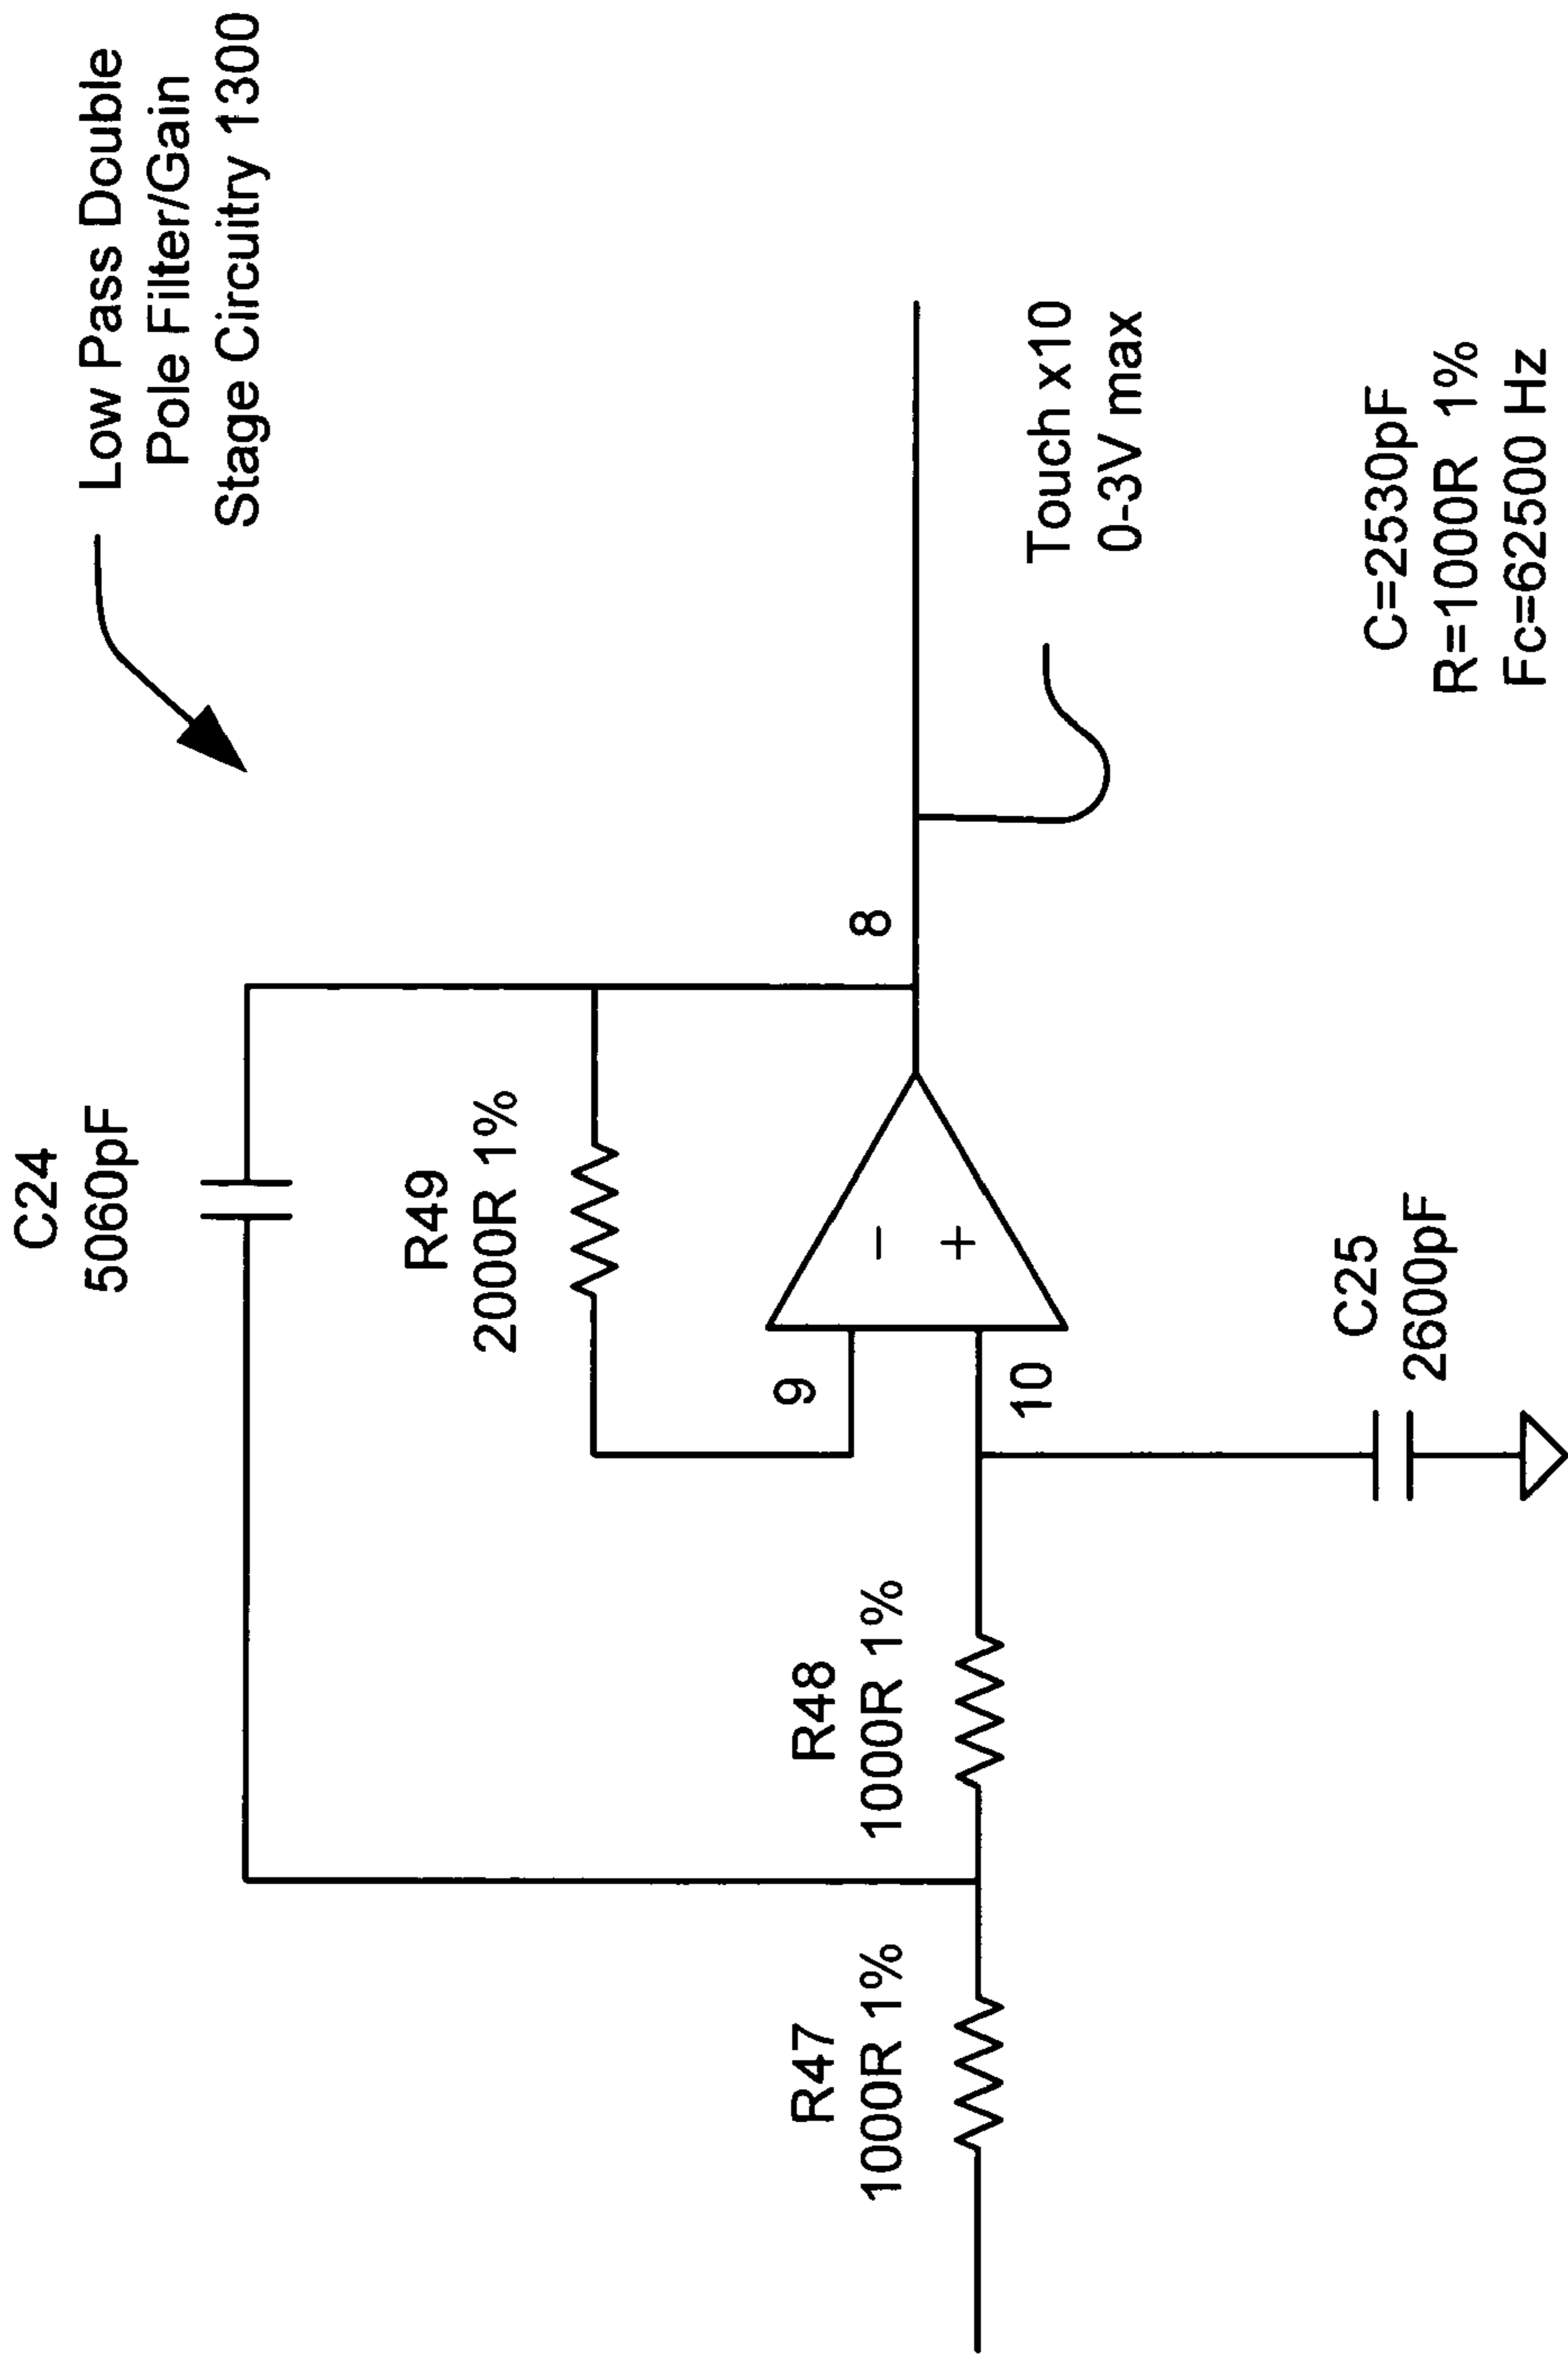 Low Pass Double
Pole Filter/Gain
Stage Circuitry 1300
C24
5060pF
R49
2000R 1%
9
−
8
R47
1000R 1%
R48
1000R 1%
+
10
Touch x10
0-3V max
C25
2600pF
C=2530pF
R=1000R 1%
Fc=62500 Hz